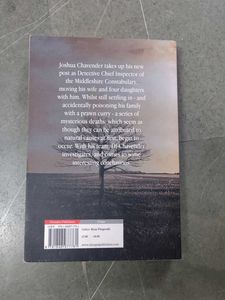 Joshua Chavender takes up his new
post as Detective Chief Inspector of
the Middleshire Constabulary,
moving his wife and four daughters
with him. Whilst still settling in - and
accidentally poisoning his family
with a prawn curry - a series of
mysterious deaths, which seem as
though they can be attributed to
natural causes at first, begin to
occur. With his team, DI Chavender
investigates, and comes to some
interesting conclusions.